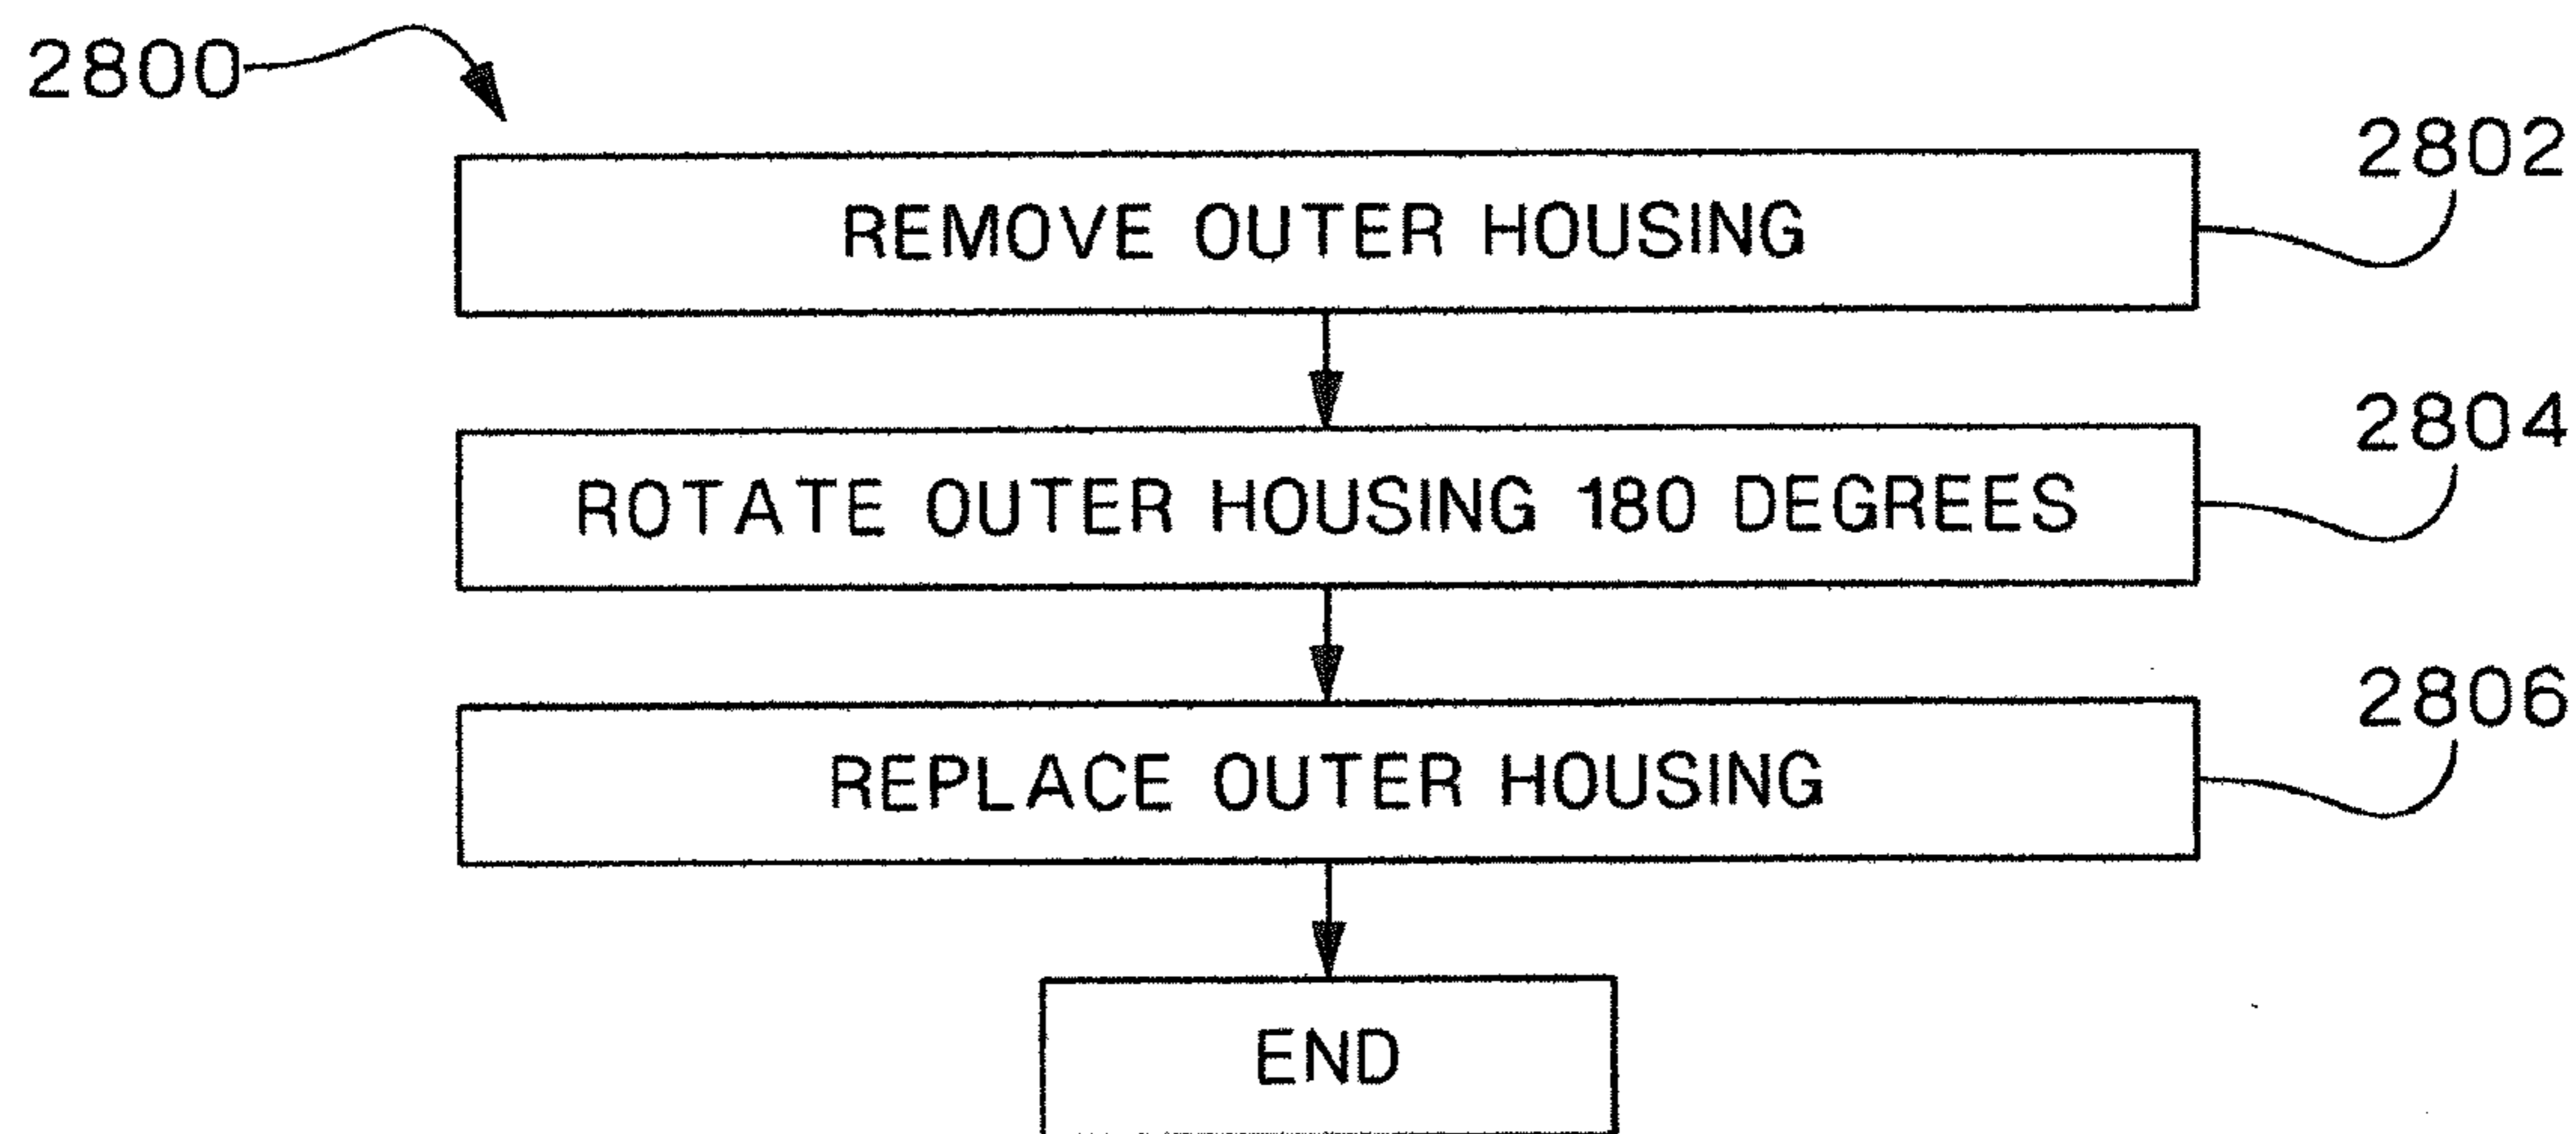 2800
2802
REMOVE OUTER HOUSING
2804
ROTATE OUTER HOUSING 180 DEGREES
2806
REPLACE OUTER HOUSING
END